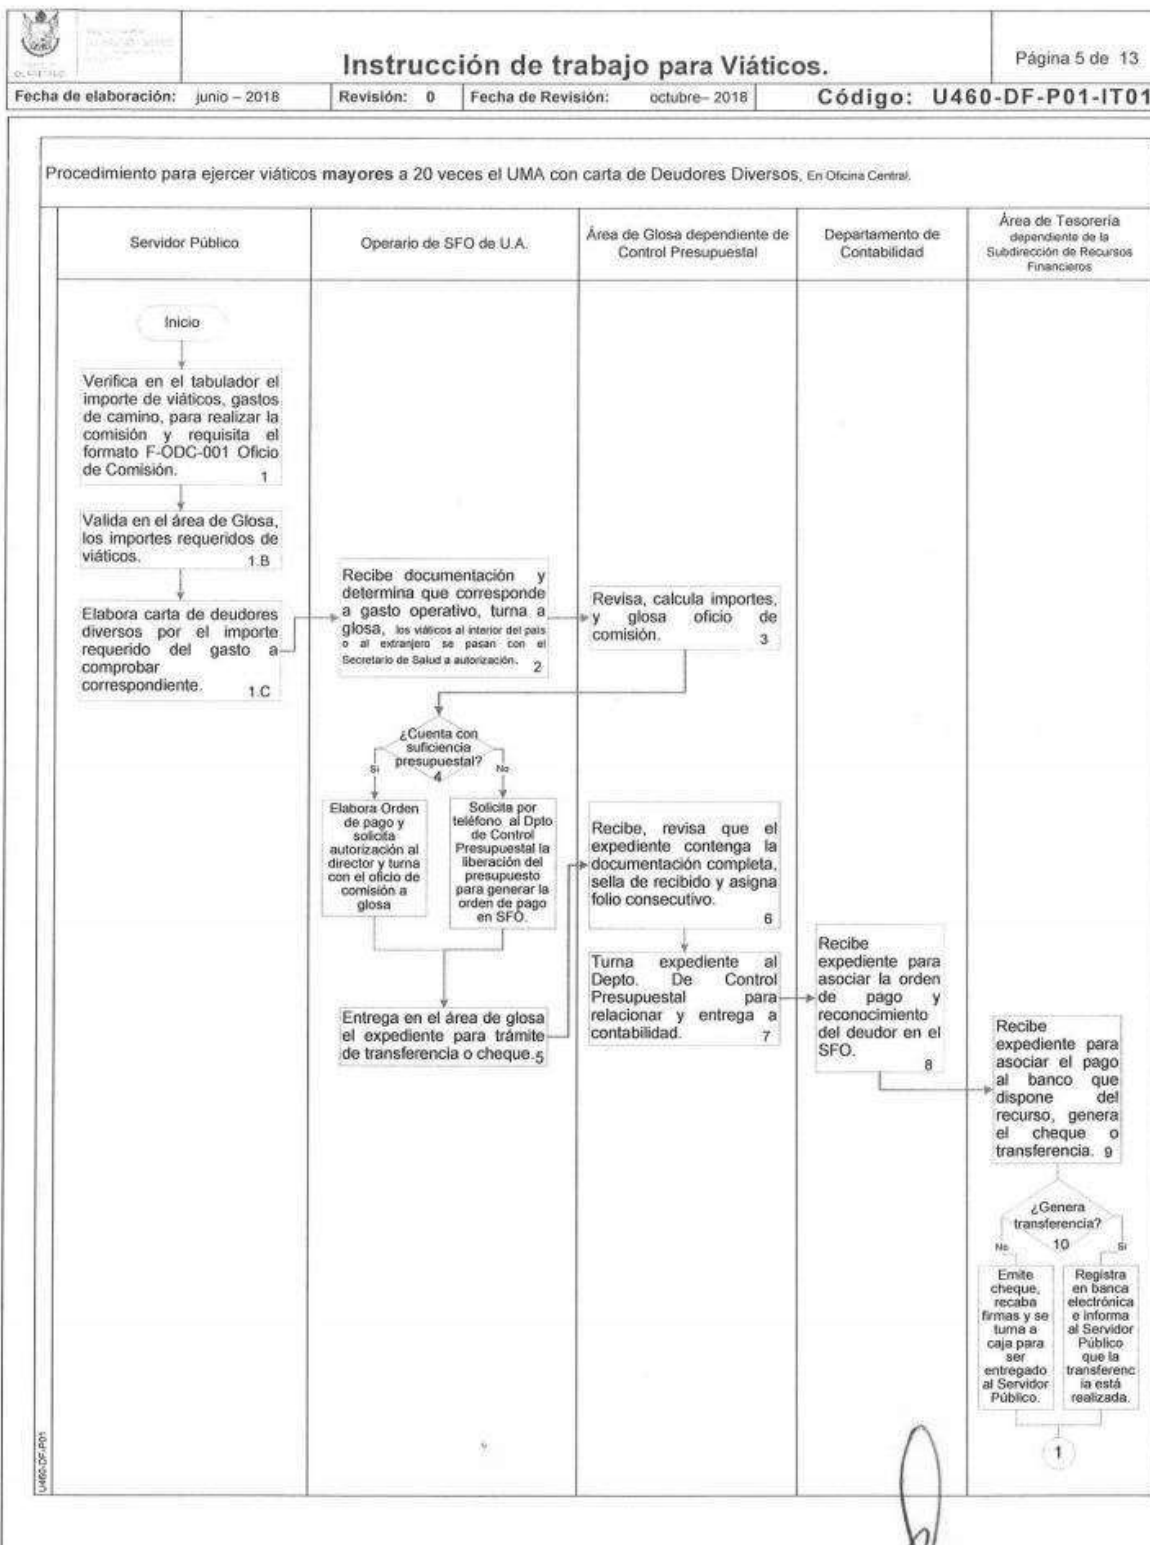 Instrucción de trabajo para Viáticos.
Página 5 de 13
Fecha de elaboración: junio – 2018
Revisión: 0
Fecha de Revisión: octubre– 2018
Código: U460-DF-P01-IT01
Procedimiento para ejercer viáticos mayores a 20 veces el UMA con carta de Deudores Diversos, En Oficina Central.
Servidor Público
Operario de SFO de U.A.
Área de Glosa dependiente de
Control Presupuestal
Departamento de
Contabilidad
Área de Tesorería
dependiente de la
Subdirección de Recursos
Financieros
Inicio
Verifica en el tabulador el
importe de viáticos, gastos
de camino, para realizar la
comisión y requisita el
formato F-ODC-001 Oficio
de Comisión.
1
Valida en el área de Glosa,
los importes requeridos de
viáticos.
1.B
Elabora carta de deudores
diversos por el importe
requerido del gasto a
comprobar
correspondiente.
1.C
Recibe documentación y
determina que corresponde
a gasto operativo, turna a
glosa, los viáticos al interior del país
o al extranjero se pasan con el
Secretario de Salud a autorización.
2
Revisa, calcula importes,
y glosa oficio de
comisión.
3
¿Cuenta con
suficiencia
presupuestal?
4
Si
No
Elabora Orden
de pago y
solicita
autorización al
director y turna
con el oficio de
comisión a
glosa
Solicita por
teléfono al Dpto
de Control
Presupuestal la
liberación del
presupuesto
para generar la
orden de pago
en SFO.
Entrega en el área de glosa
el expediente para trámite
de transferencia o cheque.
5
Recibe, revisa que el
expediente contenga la
documentación completa,
sella de recibido y asigna
folio consecutivo.
6
Turna expediente al
Depto. De Control
Presupuestal para
relacionar y entrega a
contabilidad.
7
Recibe
expediente para
asociar la orden
de pago y
reconocimiento
del deudor en el
SFO.
8
Recibe
expediente para
asociar el pago
al banco que
dispone del
recurso, genera
el cheque o
transferencia.
9
¿Genera
transferencia?
10
No
Si
Emite
cheque,
recaba
firmas y se
turna a
caja para
ser
entregado
al Servidor
Público.
Registra
en banca
electrónica
e informa
al Servidor
Público
que la
transferenc
ia está
realizada.
1
U460-DF-P01